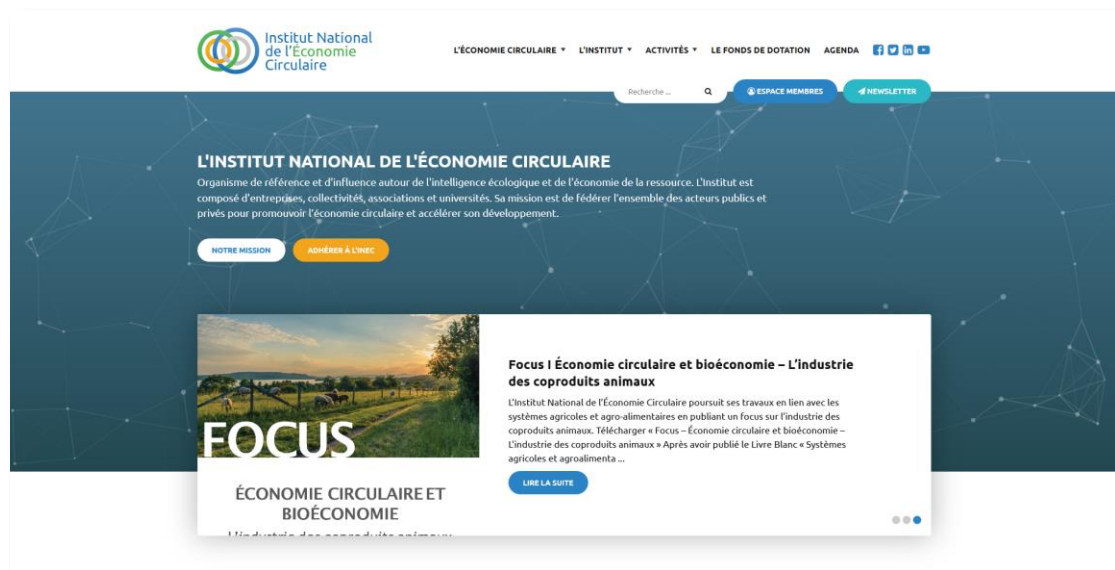 Institut National
de l'Économie
Circulaire
L'ÉCONOMIE CIRCULAIRE L'INSTITUT ACTIVITÉS LE FONDS DE DOTATION AGENDA
Recherche ... ESPACE MEMBRES NEWSLETTER
L'INSTITUT NATIONAL DE L'ÉCONOMIE CIRCULAIRE
Organisme de référence et d'influence autour de l'intelligence écologique et de l'économie de la ressource. L'Institut est
composé d'entreprises, collectivités, associations et universités. Sa mission est de fédérer l'ensemble des acteurs publics et
privés pour promouvoir l'économie circulaire et accélérer son développement.
NOTRE MISSION ADHÉRER À L'INEC
FOCUS
ÉCONOMIE CIRCULAIRE ET
BIOÉCONOMIE
L'industrie des coproduits animaux
Focus I Économie circulaire et bioéconomie – L'industrie
des coproduits animaux
L'Institut National de l'Économie Circulaire poursuit ses travaux en lien avec les
systèmes agricoles et agro-alimentaires en publiant un focus sur l'industrie des
coproduits animaux. Télécharger « Focus – Économie circulaire et bioéconomie –
L'industrie des coproduits animaux » Après avoir publié le Livre Blanc « Systèmes
agricoles et agroalimenta ...
LIRE LA SUITE